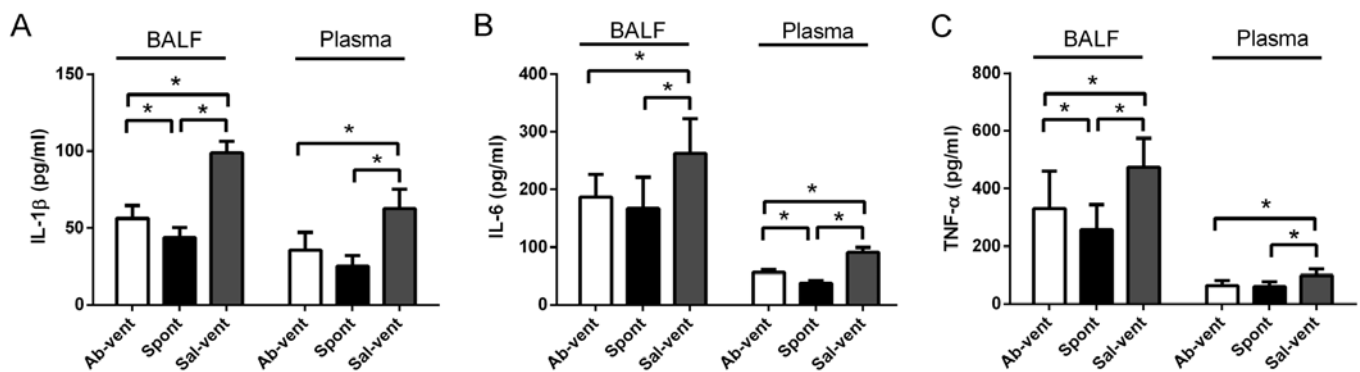 A
BALF
Plasma
IL-1β (pg/ml)
150
100
50
0
*
*
*
*
*
Ab-vent
Spont
Sal-vent
Ab-vent
Spont
Sal-vent
B
BALF
Plasma
IL-6 (pg/ml)
400
300
200
100
0
*
*
*
*
*
Ab-vent
Spont
Sal-vent
Ab-vent
Spont
Sal-vent
C
BALF
Plasma
TNF-α (pg/ml)
800
600
400
200
0
*
*
*
*
*
Ab-vent
Spont
Sal-vent
Ab-vent
Spont
Sal-vent